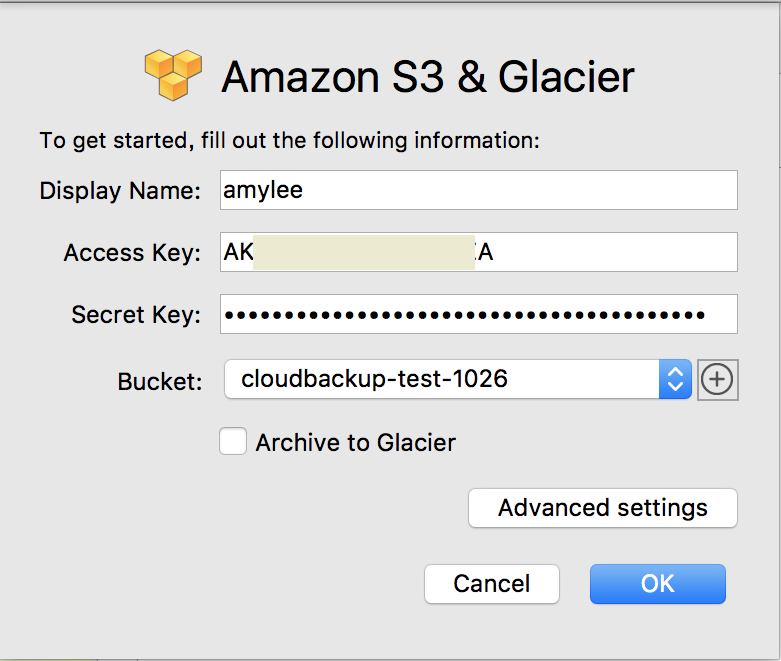 Amazon S3 & Glacier
To get started, fill out the following information:
Display Name: amylee
Access Key: AK A
Secret Key: ••••••••••••••••••••••••••••••••••••••••
Bucket: cloudbackup-test-1026
Archive to Glacier
Advanced settings
Cancel OK